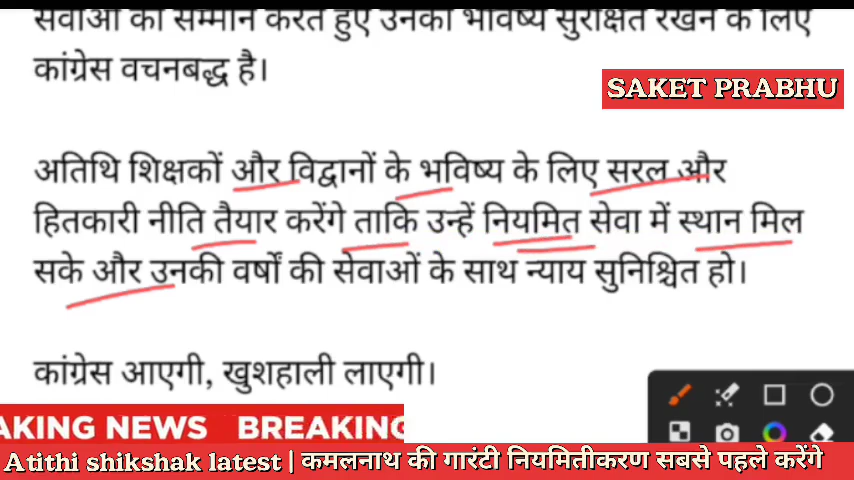 सेवाओं का सम्मान करते हुए उनका भविष्य सुरक्षित रखने के लिए
कांग्रेस वचनबद्ध है।
SAKET PRABHU
अतिथि शिक्षकों और विद्वानों के भविष्य के लिए सरल और
हितकारी नीति तैयार करेंगे ताकि उन्हें नियमित सेवा में स्थान मिल
सके और उनकी वर्षों की सेवाओं के साथ न्याय सुनिश्चित हो।
कांग्रेस आएगी, खुशहाली लाएगी।
AKING NEWS BREAKING
Atithi shikshak latest | कमलनाथ की गारंटी नियमितीकरण सबसे पहले करेंगे